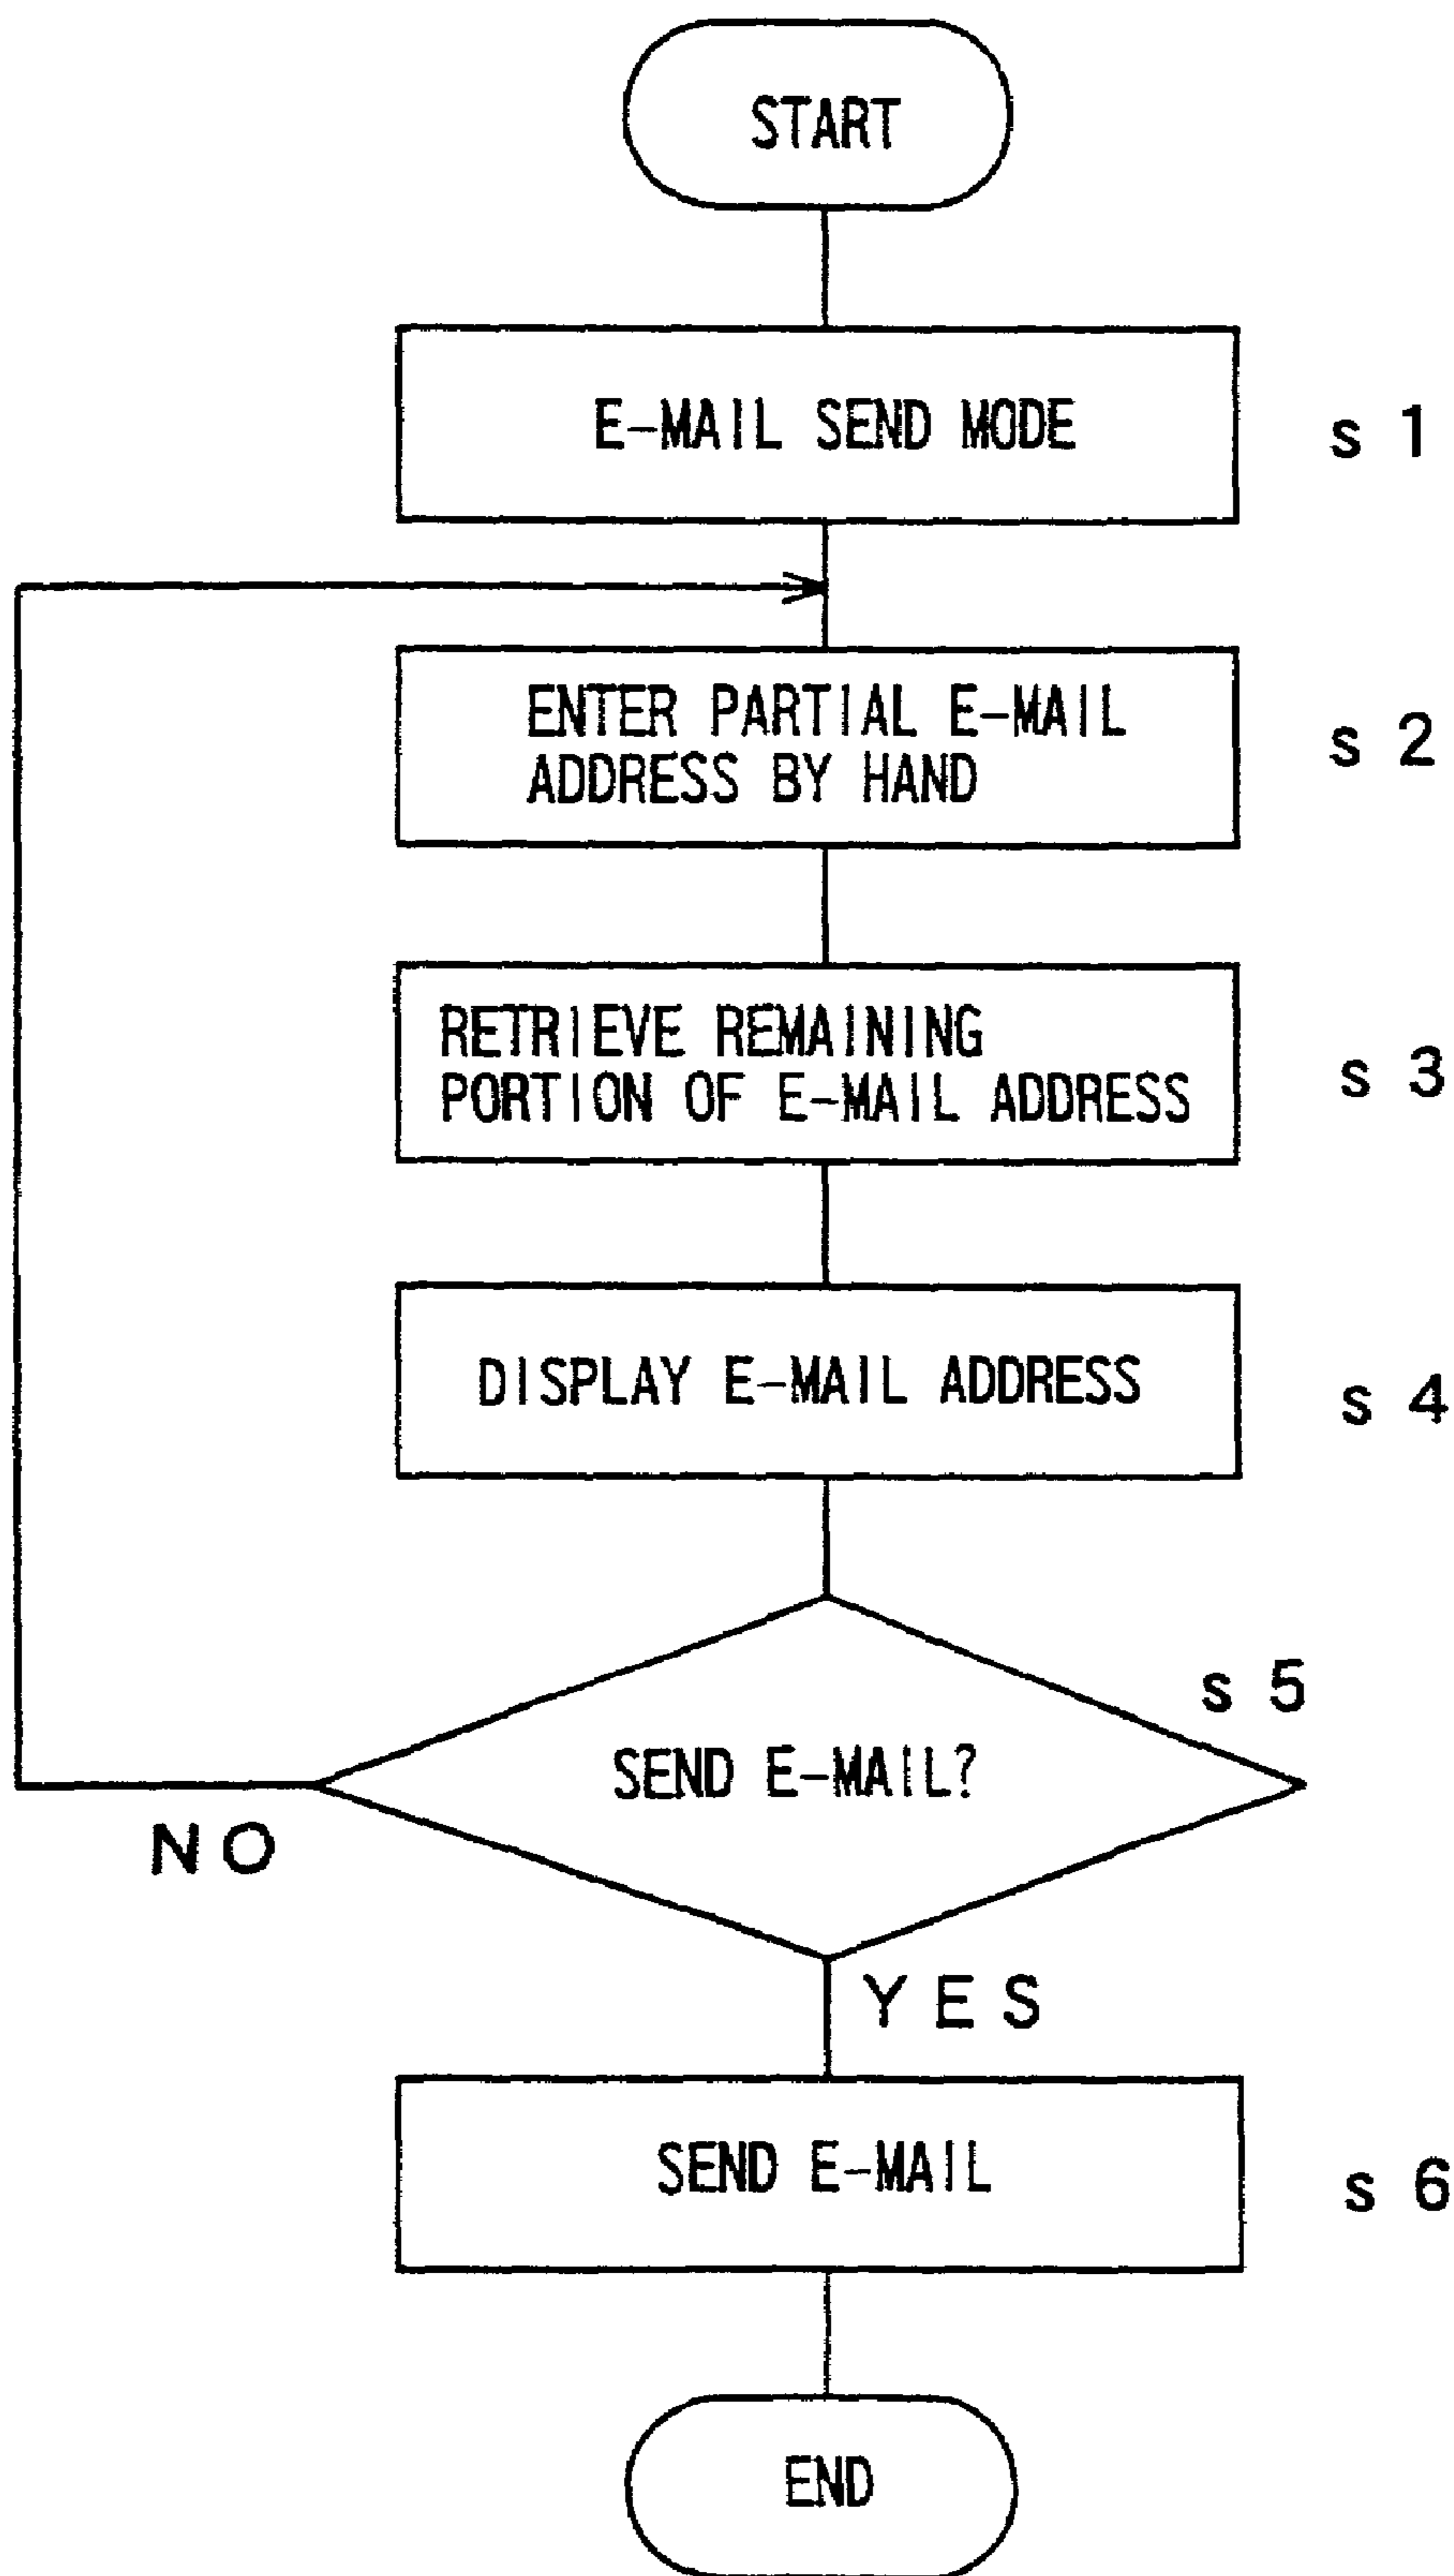 START
E-MAIL SEND MODE
s 1
ENTER PARTIAL E-MAIL
ADDRESS BY HAND
s 2
RETRIEVE REMAINING
PORTION OF E-MAIL ADDRESS
s 3
DISPLAY E-MAIL ADDRESS
s 4
s 5
SEND E-MAIL?
NO
YES
SEND E-MAIL
s 6
END